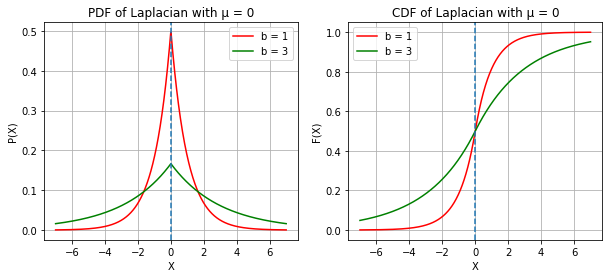 PDF of Laplacian with μ = 0
P(X)
0.5
0.4
0.3
0.2
0.1
0.0
b = 1
b = 3
−6 −4 −2 0 2 4 6
X
CDF of Laplacian with μ = 0
F(X)
1.0
0.8
0.6
0.4
0.2
0.0
b = 1
b = 3
−6 −4 −2 0 2 4 6
X